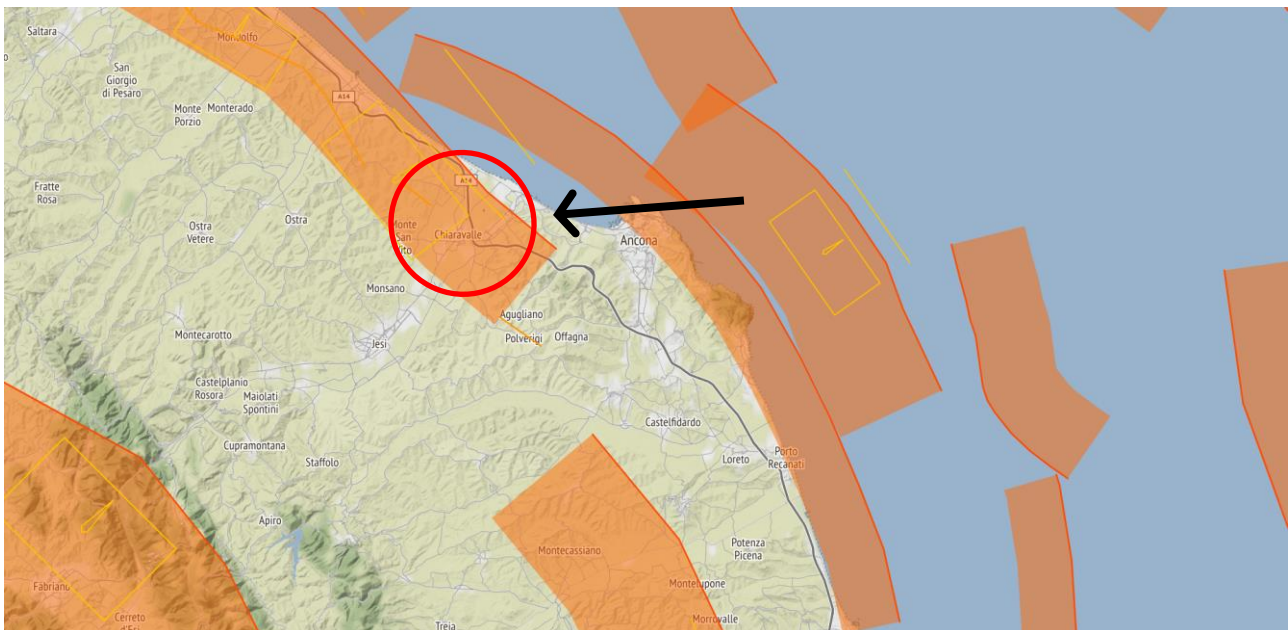 Saltara
Mondolfo
San
Giorgio
di Pesaro
A14
Monte
Porzio
Monterado
Fratte
Rosa
Ostra
Vetere
Ostra
A14
Monte
San
Vito
Chiaravalle
Ancona
Monsano
Agugliano
Polverigi
Offagna
Montecarotto
Jesi
Castelplanio
Rosora
Maiolati
Spontini
Cupramontana
Staffolo
Castelfidardo
Loreto
Porto
Recanati
Apiro
Montecassiano
Potenza
Picena
Fabriano
Montelupone
Cerreto
d'Esi
Treia
Morrovalle